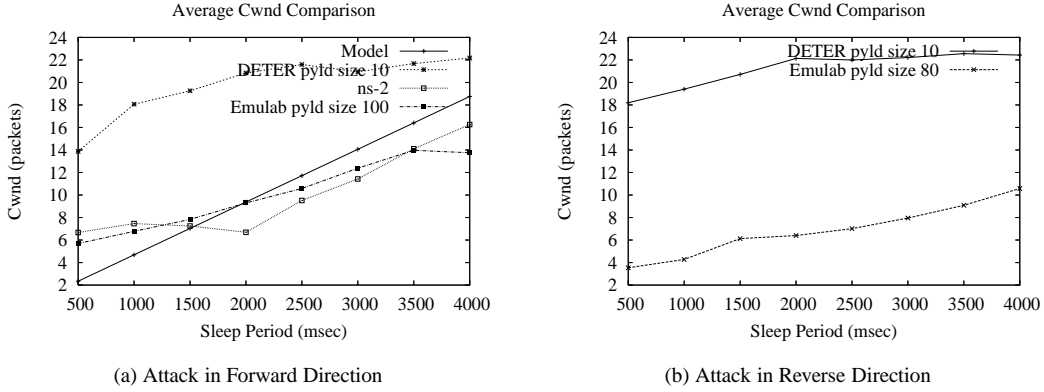 Average Cwnd Comparison
24
22
20
18
16
14
12
10
8
6
4
2
Cwnd (packets)
Model
DETER pyld size 10
ns-2
Emulab pyld size 100
500 1000 1500 2000 2500 3000 3500 4000
Sleep Period (msec)
(a) Attack in Forward Direction
Average Cwnd Comparison
24
22
20
18
16
14
12
10
8
6
4
2
Cwnd (packets)
DETER pyld size 10
Emulab pyld size 80
500 1000 1500 2000 2500 3000 3500 4000
Sleep Period (msec)
(b) Attack in Reverse Direction